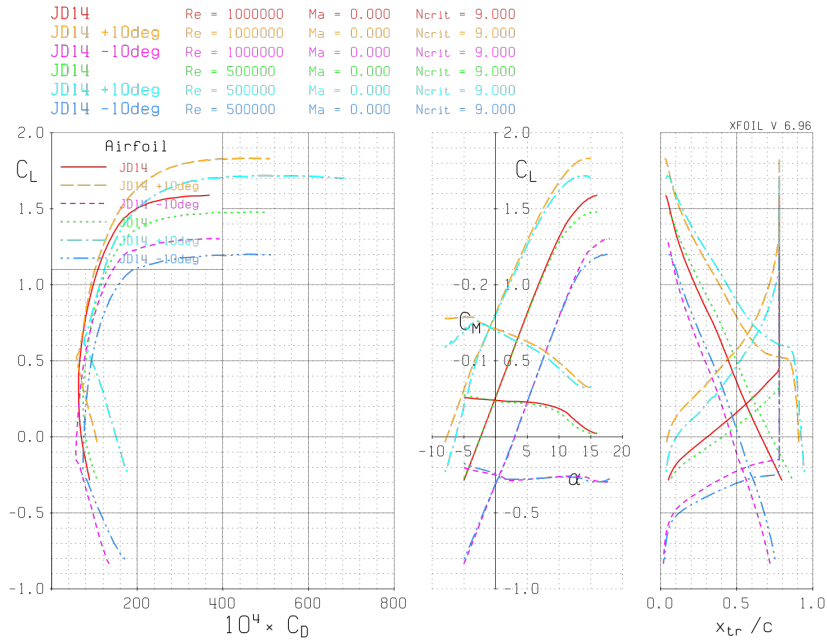 JD14 Re = 1000000 Ma = 0.000 Ncrit = 9.000
JD14 +10deg Re = 1000000 Ma = 0.000 Ncrit = 9.000
JD14 -10deg Re = 1000000 Ma = 0.000 Ncrit = 9.000
JD14 Re = 500000 Ma = 0.000 Ncrit = 9.000
JD14 +10deg Re = 500000 Ma = 0.000 Ncrit = 9.000
JD14 -10deg Re = 500000 Ma = 0.000 Ncrit = 9.000
XFOIL V 6.96
2.0
CL
1.5
1.0
0.5
0.0
-0.5
-1.0
Airfoil
JD14
JD14 +10deg
JD14 -10deg
JD14
JD14 +10deg
JD14 -10deg
200 400 600 800
10⁴ × CD
2.0
CL
1.5
-0.2 1.0
CM
-0.1 0.5
-10 -5 0.0 5 10 15 20
α
-0.5
-1.0
0.0 0.5 1.0
xtr /c